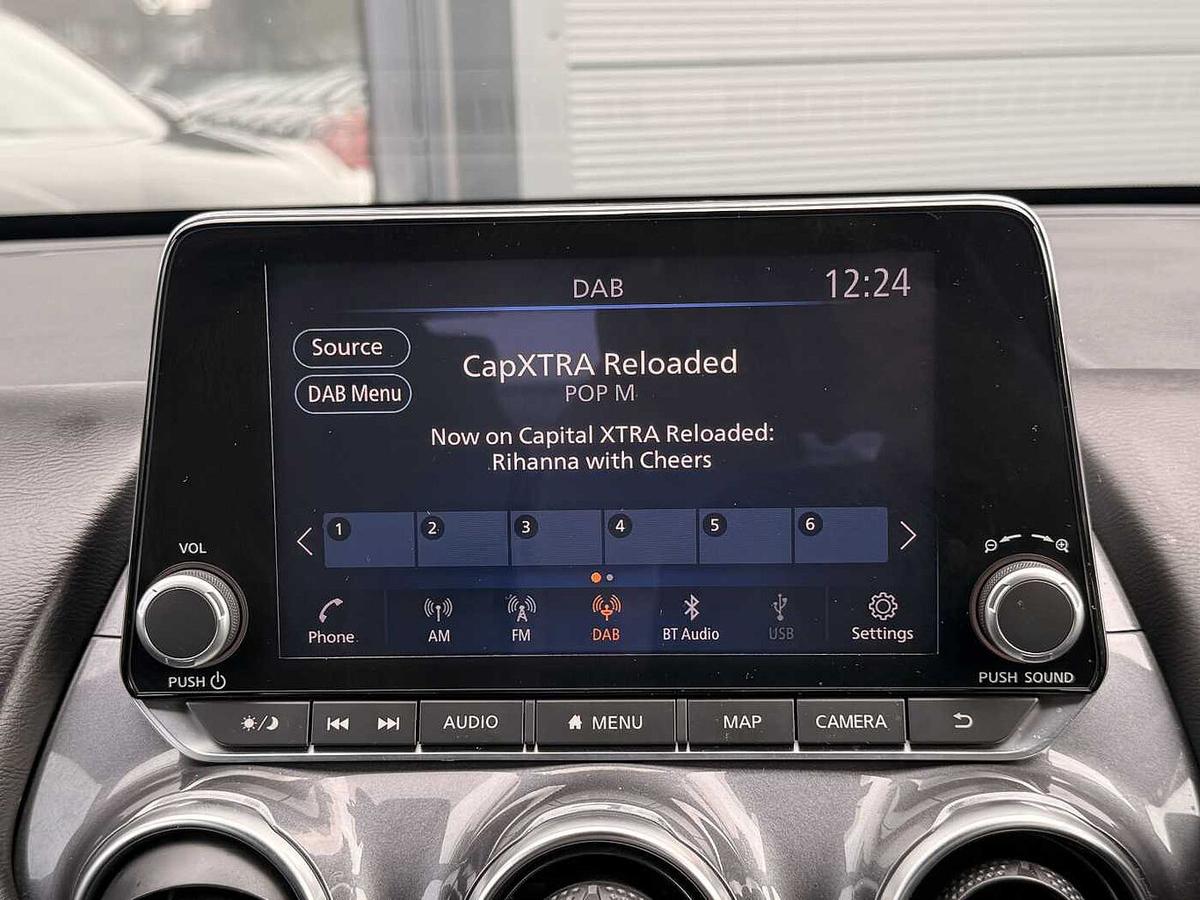 DAB
12:24
Source
DAB Menu
CapXTRA Reloaded
POP M
Now on Capital XTRA Reloaded:
Rihanna with Cheers
1 2 3 4 5 6
VOL
Phone
AM
FM
DAB
BT Audio
USB
Settings
PUSH
PUSH SOUND
AUDIO
MENU
MAP
CAMERA